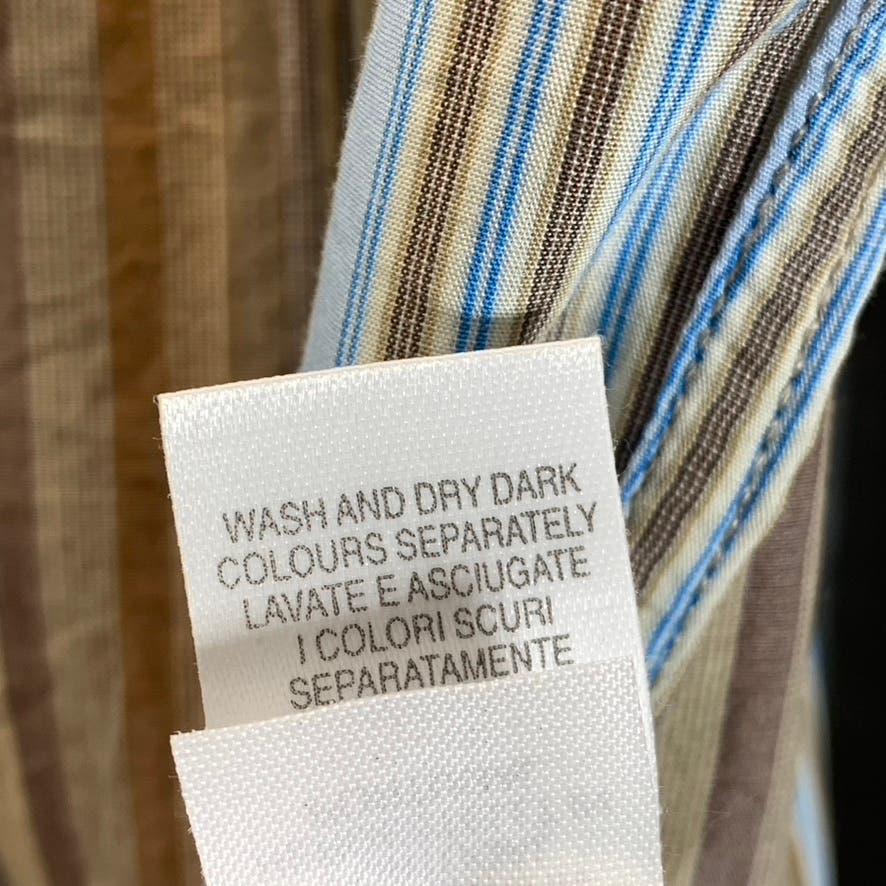 WASH AND DRY DARK
COLOURS SEPARATELY
LAVATE E ASCIUGATE
I COLORI SCURI
SEPARATAMENTE